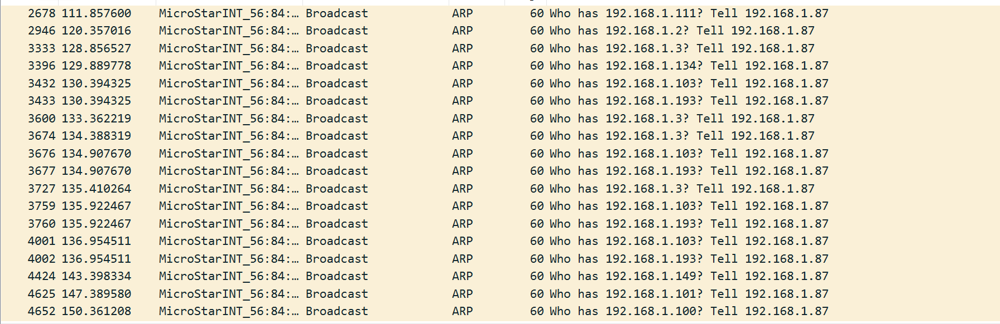 2678 111.857600 MicroStarINT_56:84:… Broadcast ARP 60 Who has 192.168.1.111? Tell 192.168.1.87
2946 120.357016 MicroStarINT_56:84:… Broadcast ARP 60 Who has 192.168.1.2? Tell 192.168.1.87
3333 128.856527 MicroStarINT_56:84:… Broadcast ARP 60 Who has 192.168.1.3? Tell 192.168.1.87
3396 129.889778 MicroStarINT_56:84:… Broadcast ARP 60 Who has 192.168.1.134? Tell 192.168.1.87
3432 130.394325 MicroStarINT_56:84:… Broadcast ARP 60 Who has 192.168.1.103? Tell 192.168.1.87
3433 130.394325 MicroStarINT_56:84:… Broadcast ARP 60 Who has 192.168.1.193? Tell 192.168.1.87
3600 133.362219 MicroStarINT_56:84:… Broadcast ARP 60 Who has 192.168.1.3? Tell 192.168.1.87
3674 134.388319 MicroStarINT_56:84:… Broadcast ARP 60 Who has 192.168.1.3? Tell 192.168.1.87
3676 134.907670 MicroStarINT_56:84:… Broadcast ARP 60 Who has 192.168.1.103? Tell 192.168.1.87
3677 134.907670 MicroStarINT_56:84:… Broadcast ARP 60 Who has 192.168.1.193? Tell 192.168.1.87
3727 135.410264 MicroStarINT_56:84:… Broadcast ARP 60 Who has 192.168.1.3? Tell 192.168.1.87
3759 135.922467 MicroStarINT_56:84:… Broadcast ARP 60 Who has 192.168.1.103? Tell 192.168.1.87
3760 135.922467 MicroStarINT_56:84:… Broadcast ARP 60 Who has 192.168.1.193? Tell 192.168.1.87
4001 136.954511 MicroStarINT_56:84:… Broadcast ARP 60 Who has 192.168.1.103? Tell 192.168.1.87
4002 136.954511 MicroStarINT_56:84:… Broadcast ARP 60 Who has 192.168.1.193? Tell 192.168.1.87
4424 143.398334 MicroStarINT_56:84:… Broadcast ARP 60 Who has 192.168.1.149? Tell 192.168.1.87
4625 147.389580 MicroStarINT_56:84:… Broadcast ARP 60 Who has 192.168.1.101? Tell 192.168.1.87
4652 150.361208 MicroStarINT_56:84:… Broadcast ARP 60 Who has 192.168.1.100? Tell 192.168.1.87